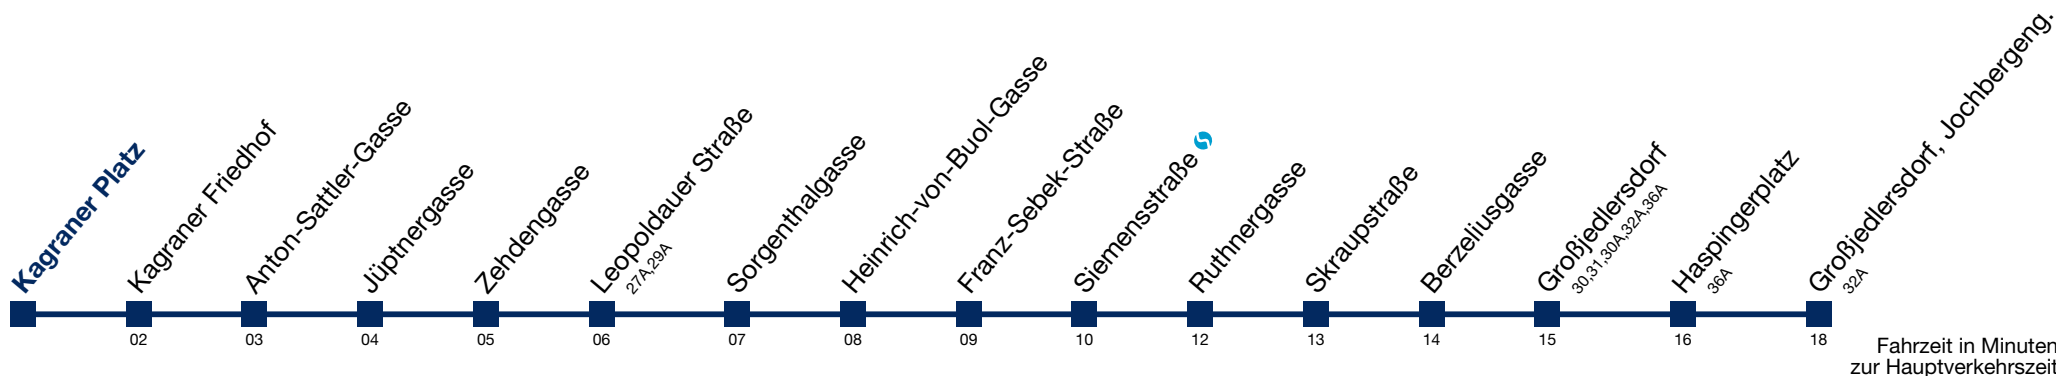 Kagraner Platz
Kagraner Friedhof
Anton-Sattler-Gasse
Jüptnergasse
Zehdengasse
Leopoldauer Straße
27A,29A
Sorgenthalgasse
Heinrich-von-Buol-Gasse
Franz-Sebek-Straße
Siemensstraße
Ruthnergasse
Skraupstraße
Berzeliusgasse
Großjedlersdorf
30,31,30A,32A,36A
Haspingerplatz
36A
Großjedlersdorf, Jochbergeng.
32A
02 03 04 05 06 07 08 09 10 12 13 14 15 16 18
Fahrzeit in Minuten
zur Hauptverkehrszeit